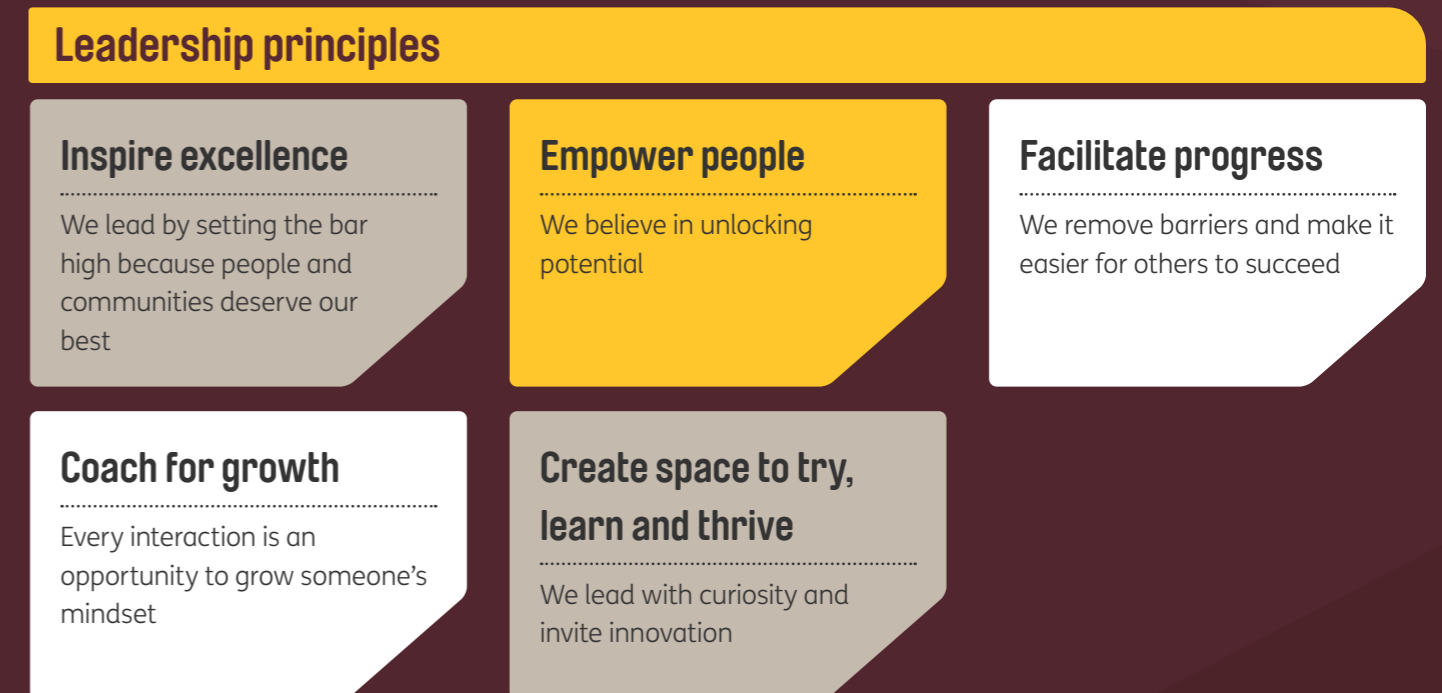 Leadership principles
Inspire excellence
We lead by setting the bar
high because people and
communities deserve our
best
Empower people
We believe in unlocking
potential
Facilitate progress
We remove barriers and make it
easier for others to succeed
Coach for growth
Every interaction is an
opportunity to grow someone’s
mindset
Create space to try,
learn and thrive
We lead with curiosity and
invite innovation